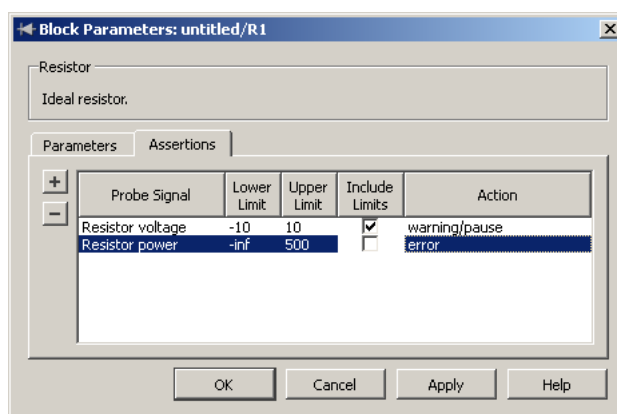 Block Parameters: untitled/R1
Resistor
Ideal resistor.
Parameters Assertions
Probe Signal Lower Limit Upper Limit Include Limits Action
Resistor voltage -10 10 warning/pause
Resistor power -inf 500 error
OK Cancel Apply Help